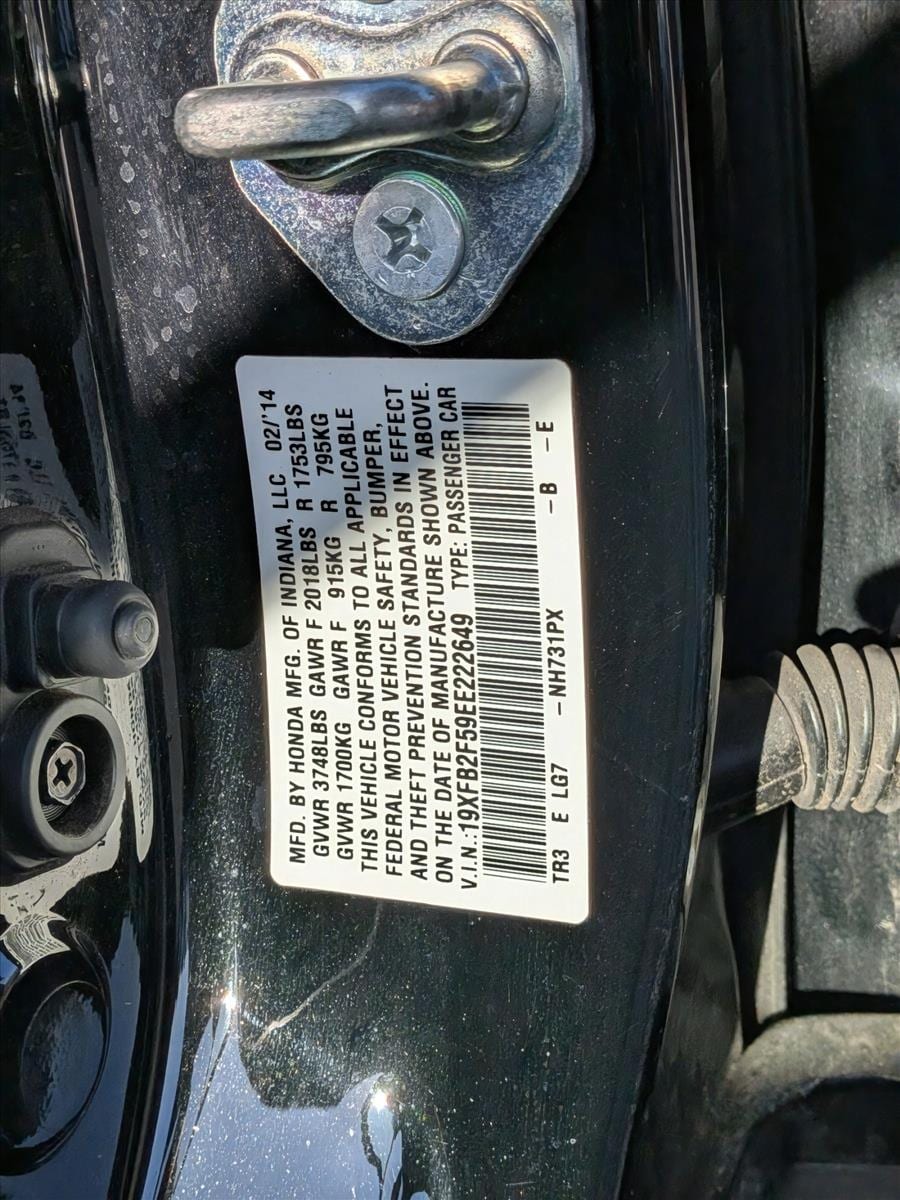 MFD. BY HONDA MFG. OF INDIANA, LLC 02/'14
GVWR 3748LBS GAWR F 2018LBS R 1753LBS
GVWR 1700KG GAWR F 915KG R 795KG
THIS VEHICLE CONFORMS TO ALL APPLICABLE
FEDERAL MOTOR VEHICLE SAFETY, BUMPER,
AND THEFT PREVENTION STANDARDS IN EFFECT
ON THE DATE OF MANUFACTURE SHOWN ABOVE.
V.I.N.:19XFB2F59EE222649 TYPE: PASSENGER CAR
TR3 E LG7 -NH731PX -B -E